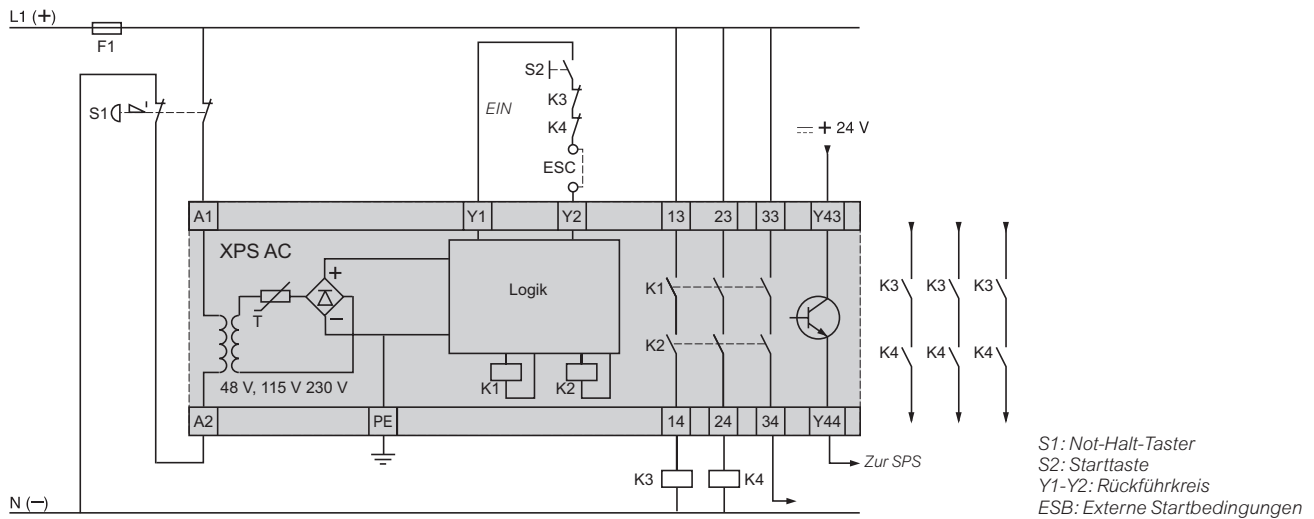 L1 (+)
F1
S2
K3
EIN
K4
S1
ESC
+ 24 V
A1
Y1
Y2
13
23
33
Y43
XPS AC
+
Logik
K1
K3
K3
K3
T
–
K2
K4
K4
K4
48 V, 115 V 230 V
K1
K2
A2
PE
14
24
34
Y44
Zur SPS
K3
K4
N (–)
S1: Not-Halt-Taster
S2: Starttaste
Y1-Y2: Rückführkreis
ESB: Externe Startbedingungen